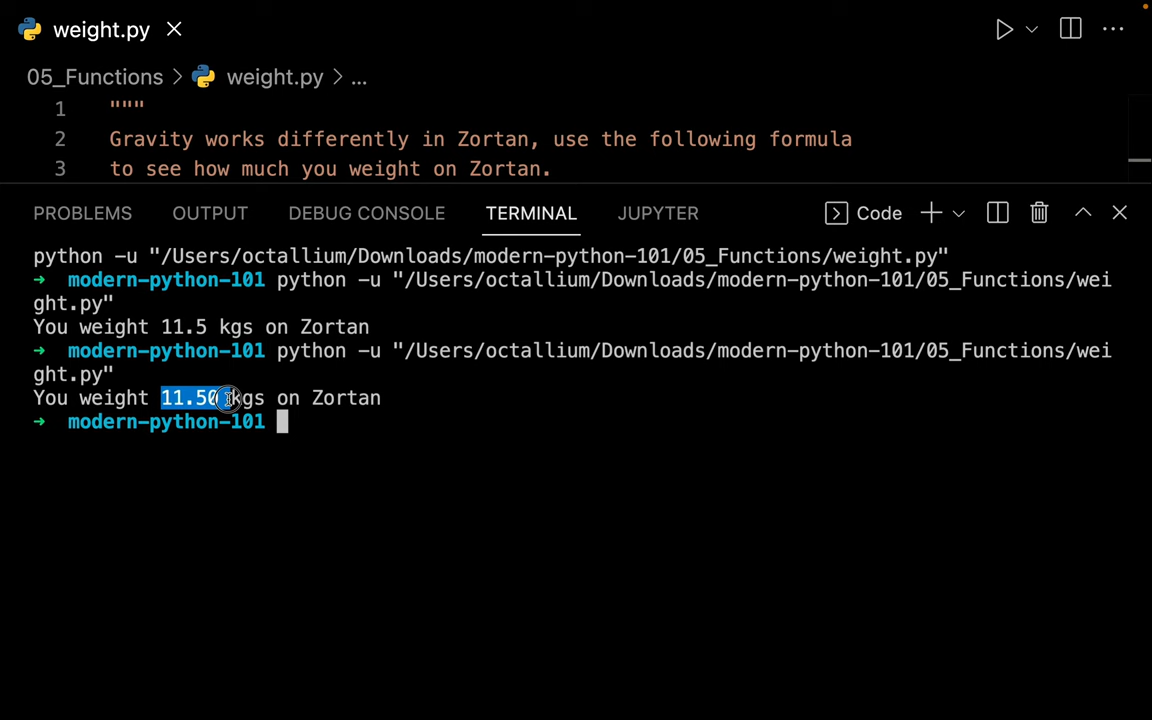 weight.py
05_Functions > weight.py > ...
1 """
2 Gravity works differently in Zortan, use the following formula
3 to see how much you weight on Zortan.
PROBLEMS OUTPUT DEBUG CONSOLE TERMINAL JUPYTER Code
python -u "/Users/octallium/Downloads/modern-python-101/05_Functions/weight.py"
→ modern-python-101 python -u "/Users/octallium/Downloads/modern-python-101/05_Functions/wei
ght.py"
You weight 11.5 kgs on Zortan
→ modern-python-101 python -u "/Users/octallium/Downloads/modern-python-101/05_Functions/wei
ght.py"
You weight 11.50 kgs on Zortan
→ modern-python-101